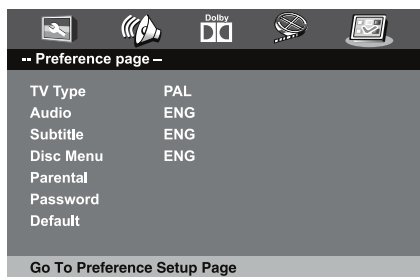 Dolby
-- Preference page –
TV Type PAL
Audio ENG
Subtitle ENG
Disc Menu ENG
Parental
Password
Default
Go To Preference Setup Page